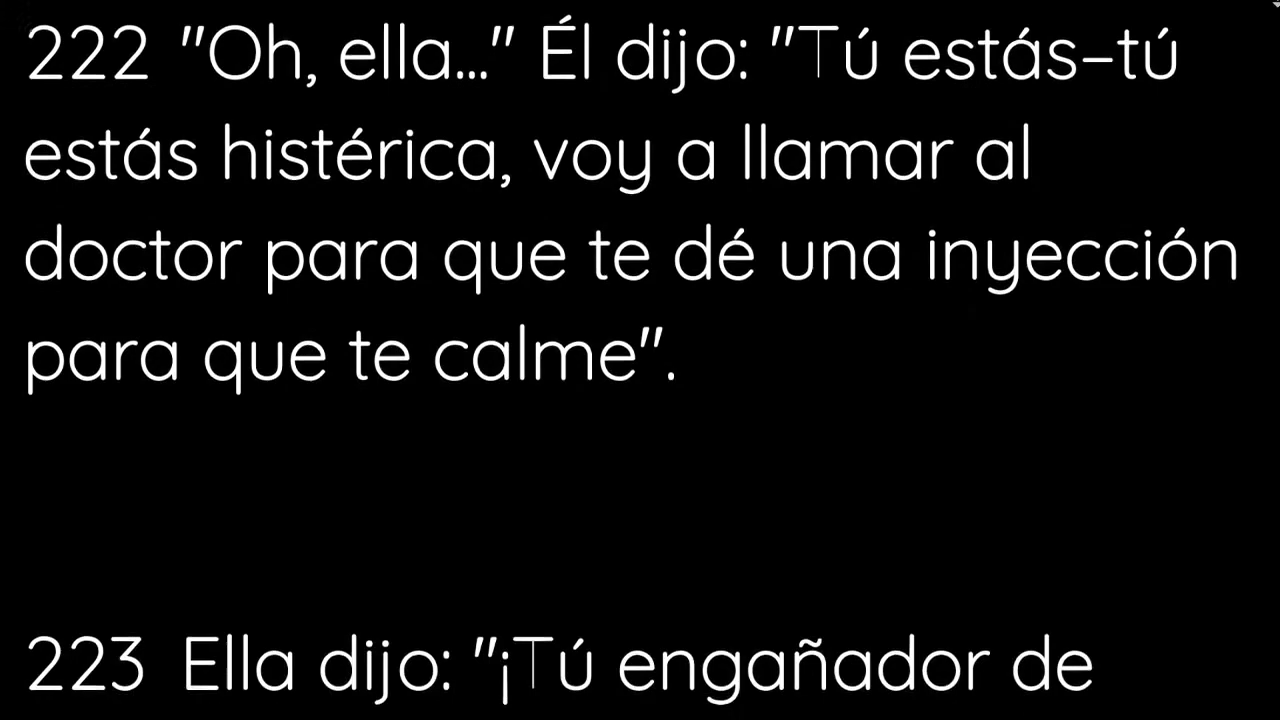 222 "Oh, ella..." Él dijo: "Tú estás–tú
estás histérica, voy a llamar al
doctor para que te dé una inyección
para que te calme".
223 Ella dijo: "¡Tú engañador de